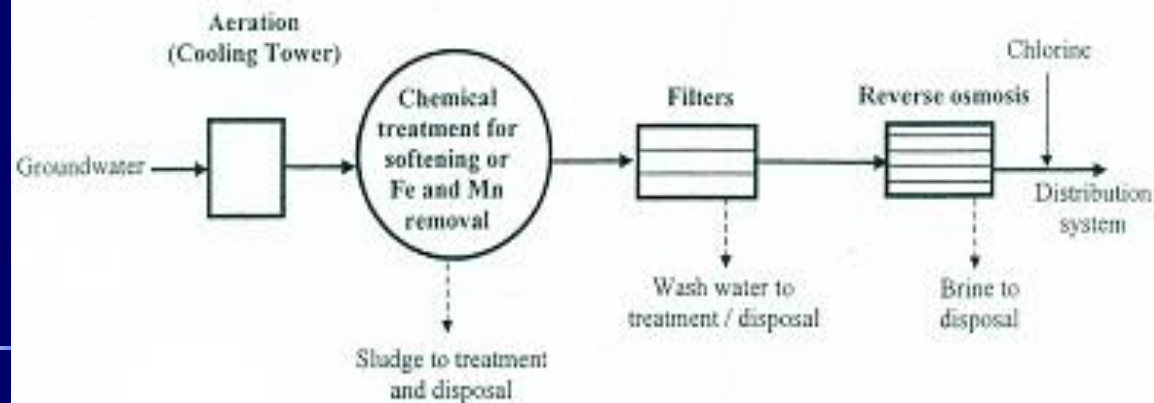 Aeration
(Cooling Tower)
Groundwater
Chemical
treatment for
softening or
Fe and Mn
removal
Sludge to treatment
and disposal
Filters
Wash water to
treatment / disposal
Reverse osmosis
Brine to
disposal
Chlorine
Distribution
system